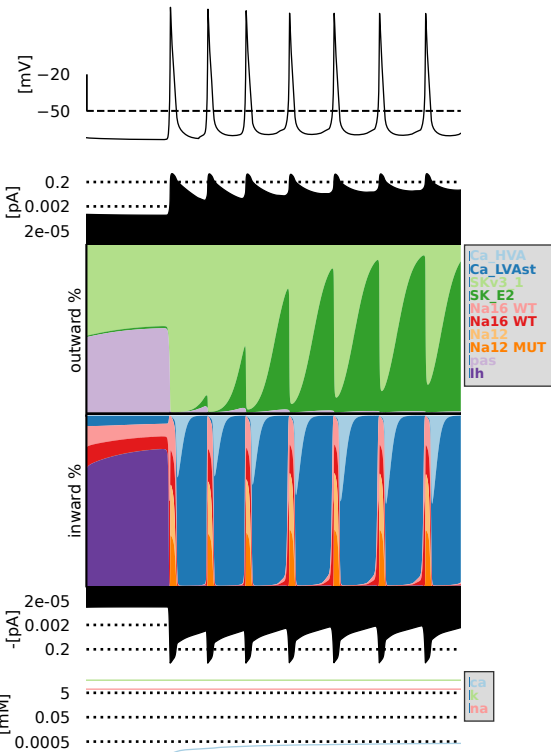 [mV]
−20
−50
[pA]
0.2
0.002
2e-05
outward %
Ca_HVA
Ca_LVAst
SKv3_1
SK_E2
Na16 WT
Na16 WT
Na12
Na12 MUT
pas
Ih
inward %
-[pA]
2e-05
0.002
0.2
[mM]
5
0.05
0.0005
ca
k
na